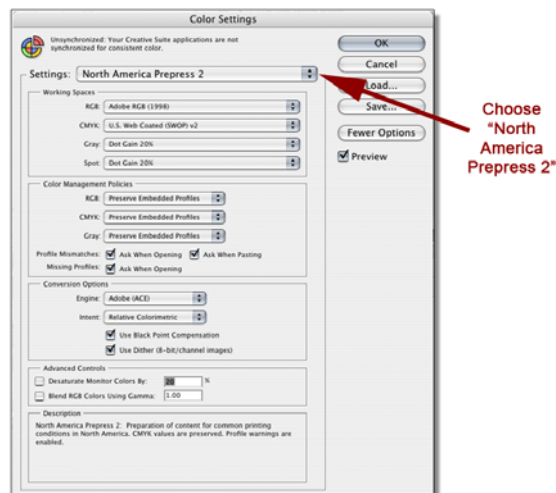 Color Settings
Unsynchronized: Your Creative Suite applications are not
synchronized for consistent color.
OK
Cancel
Load...
Save...
Fewer Options
Preview
Settings: North America Prepress 2
Working Spaces
RGB: Adobe RGB (1998)
CMYK: U.S. Web Coated (SWOP) v2
Gray: Dot Gain 20%
Spot: Dot Gain 20%
Color Management Policies
RGB: Preserve Embedded Profiles
CMYK: Preserve Embedded Profiles
Gray: Preserve Embedded Profiles
Profile Mismatches: Ask When Opening Ask When Pasting
Missing Profiles: Ask When Opening
Conversion Options
Engine: Adobe (ACE)
Intent: Relative Colorimetric
Use Black Point Compensation
Use Dither (8-bit/channel images)
Advanced Controls
Desaturate Monitor Colors By: 20 %
Blend RGB Colors Using Gamma: 1.00
Description
North America Prepress 2: Preparation of content for common printing
conditions in North America. CMYK values are preserved. Profile warnings are
enabled.
Choose
"North
America
Prepress 2"